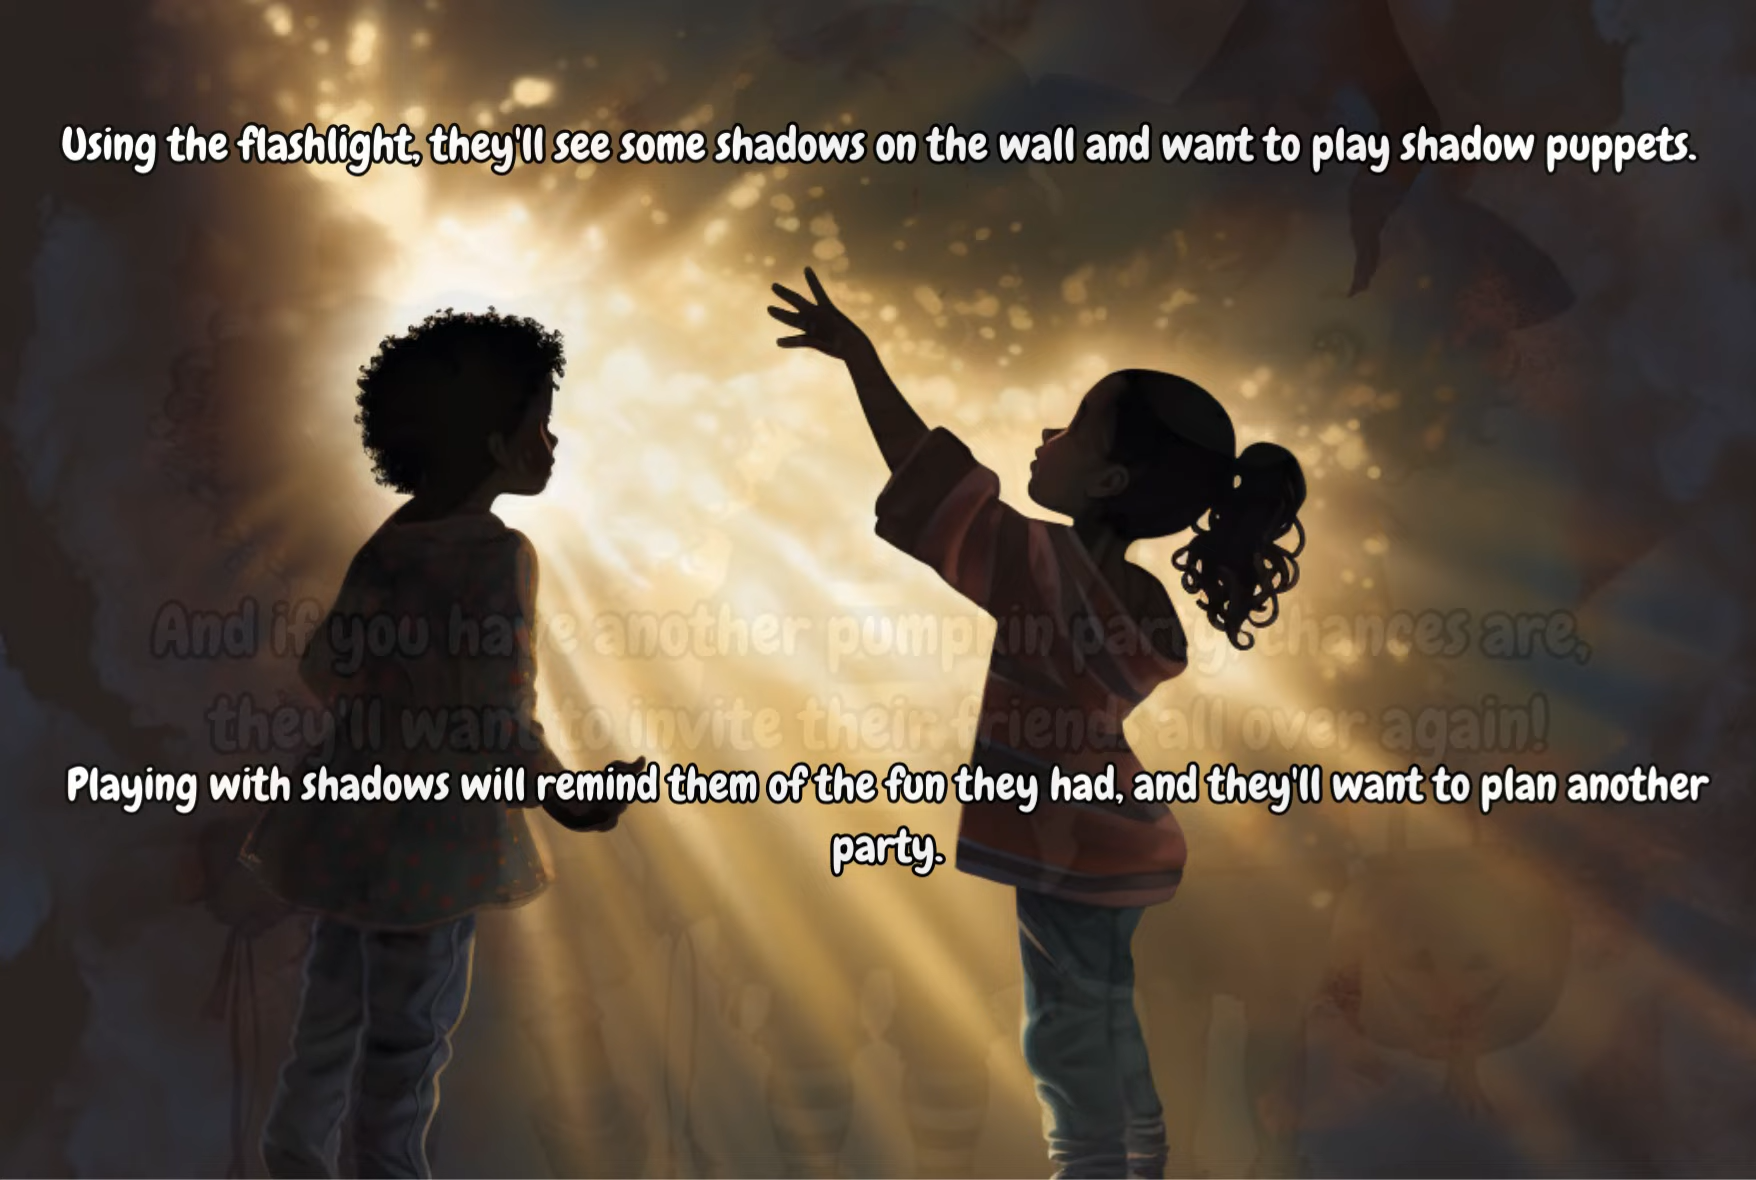 Using the flashlight, they'll see some shadows on the wall and want to play shadow puppets.
And if you have another pumpkin party, chances are,
they'll want to invite their friends all over again!
Playing with shadows will remind them of the fun they had, and they'll want to plan another
party.